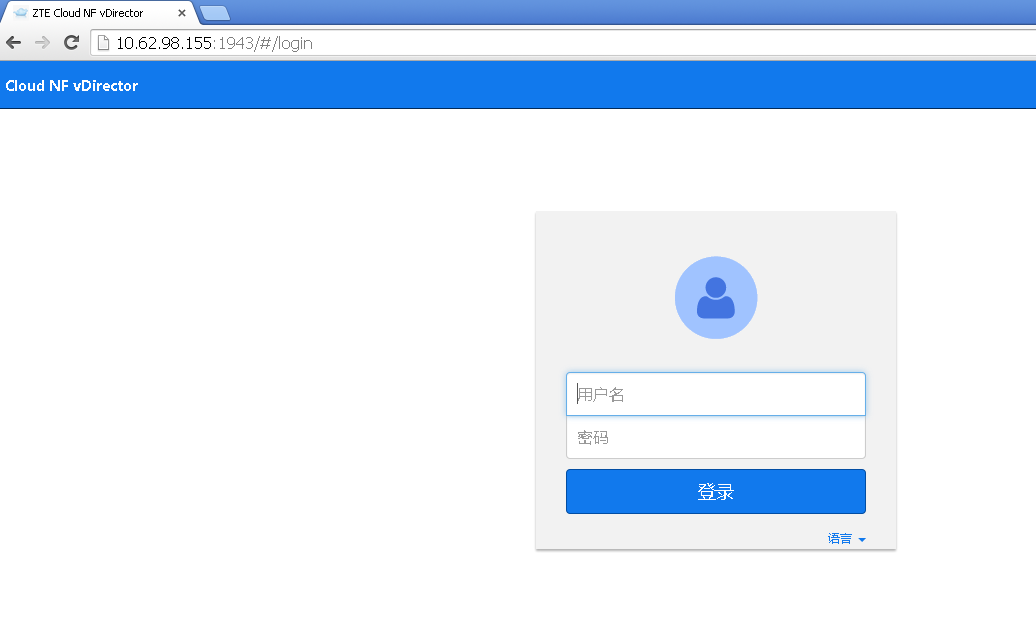 ZTE Cloud NF vDirector
10.62.98.155:1943/#/login
Cloud NF vDirector
用户名
密码
登录
语言